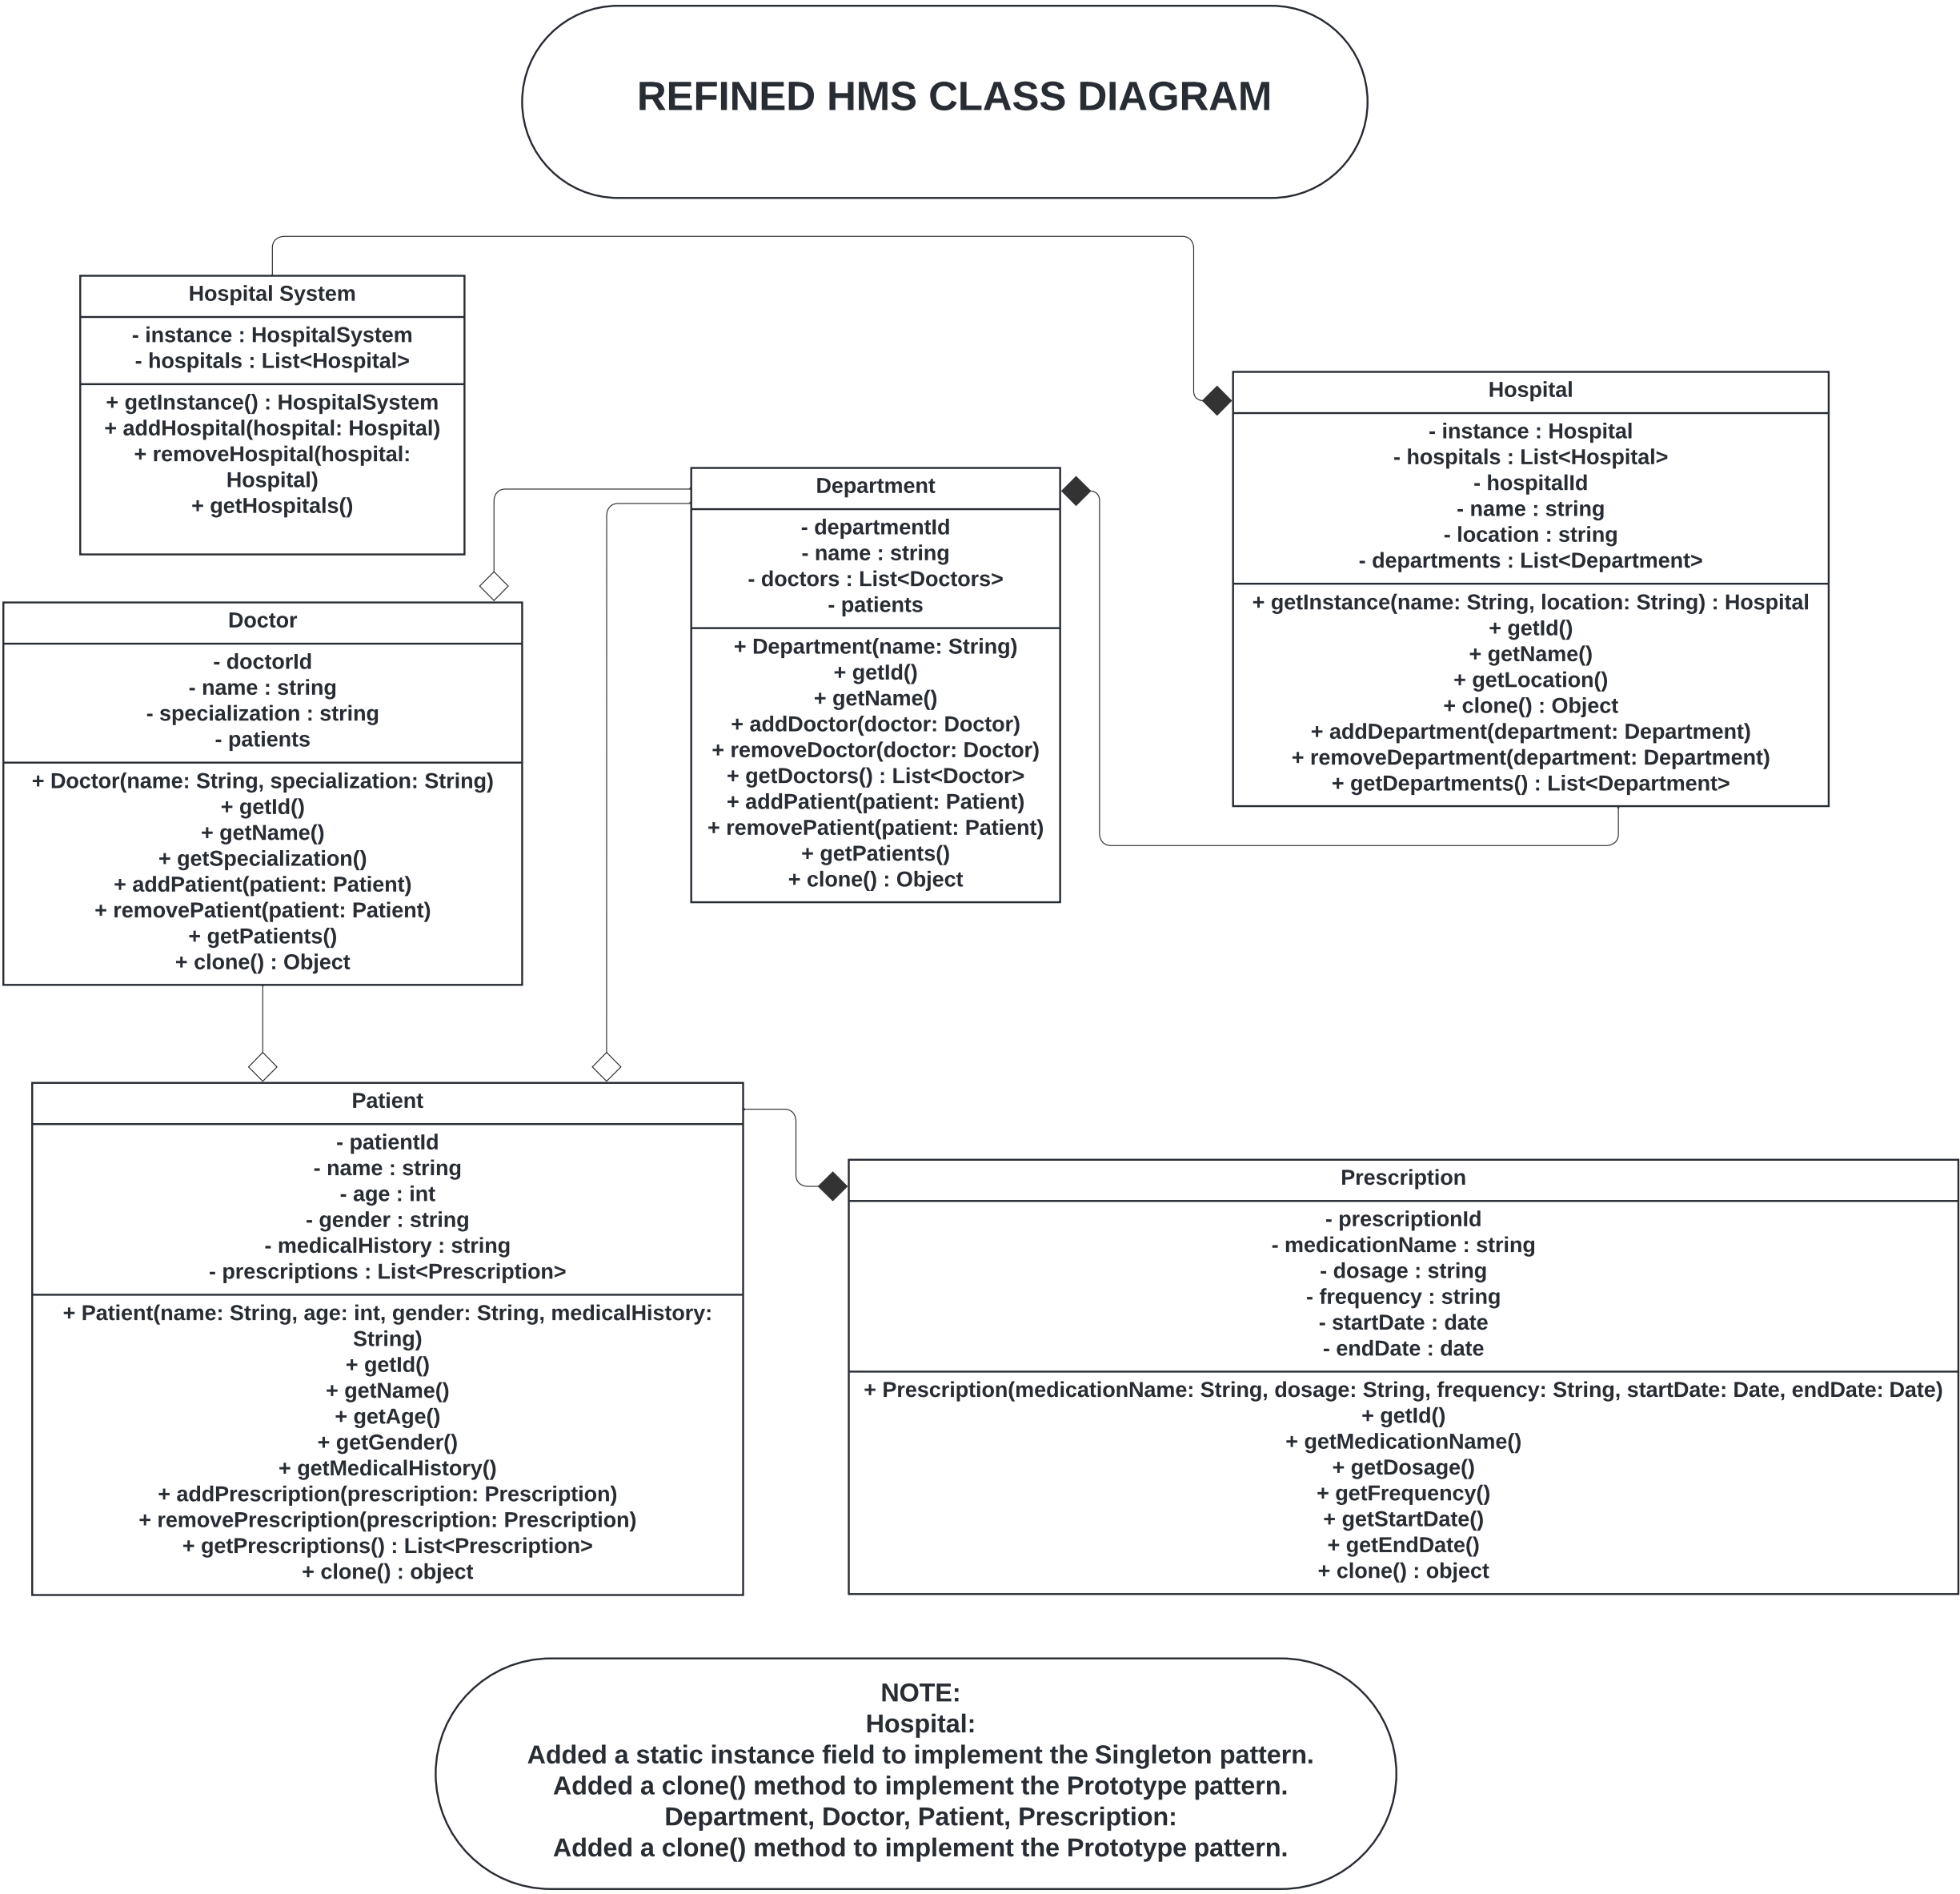 REFINED HMS CLASS DIAGRAM
Hospital System
- instance : HospitalSystem
- hospitals : List<Hospital>
+ getInstance() : HospitalSystem
+ addHospital(hospital: Hospital)
+ removeHospital(hospital:
Hospital)
+ getHospitals()
Hospital
- instance : Hospital
- hospitals : List<Hospital>
- hospitalId
- name : string
- location : string
- departments : List<Department>
+ getInstance(name: String, location: String) : Hospital
+ getId()
+ getName()
+ getLocation()
+ clone() : Object
+ addDepartment(department: Department)
+ removeDepartment(department: Department)
+ getDepartments() : List<Department>
Department
- departmentId
- name : string
- doctors : List<Doctors>
- patients
+ Department(name: String)
+ getId()
+ getName()
+ addDoctor(doctor: Doctor)
+ removeDoctor(doctor: Doctor)
+ getDoctors() : List<Doctor>
+ addPatient(patient: Patient)
+ removePatient(patient: Patient)
+ getPatients()
+ clone() : Object
Doctor
- doctorId
- name : string
- specialization : string
- patients
+ Doctor(name: String, specialization: String)
+ getId()
+ getName()
+ getSpecialization()
+ addPatient(patient: Patient)
+ removePatient(patient: Patient)
+ getPatients()
+ clone() : Object
Patient
- patientId
- name : string
- age : int
- gender : string
- medicalHistory : string
- prescriptions : List<Prescription>
+ Patient(name: String, age: int, gender: String, medicalHistory:
String)
+ getId()
+ getName()
+ getAge()
+ getGender()
+ getMedicalHistory()
+ addPrescription(prescription: Prescription)
+ removePrescription(prescription: Prescription)
+ getPrescriptions() : List<Prescription>
+ clone() : object
Prescription
- prescriptionId
- medicationName : string
- dosage : string
- frequency : string
- startDate : date
- endDate : date
+ Prescription(medicationName: String, dosage: String, frequency: String, startDate: Date, endDate: Date)
+ getId()
+ getMedicationName()
+ getDosage()
+ getFrequency()
+ getStartDate()
+ getEndDate()
+ clone() : object
NOTE:
Hospital:
Added a static instance field to implement the Singleton pattern.
Added a clone() method to implement the Prototype pattern.
Department, Doctor, Patient, Prescription:
Added a clone() method to implement the Prototype pattern.